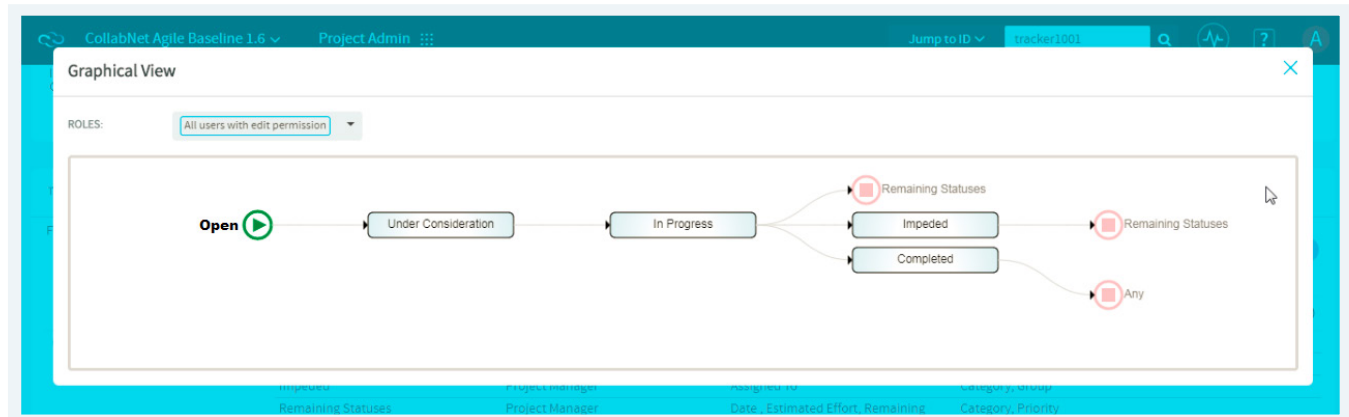 CollabNet Agile Baseline 1.6 Project Admin Jump to ID tracker1001 ? A
Graphical View
ROLES: All users with edit permission
Remaining Statuses
Open Under Consideration In Progress Impeded Remaining Statuses
Completed
Any
Impeded Project Manager Assigned To Category, Group
Remaining Statuses Project Manager Date , Estimated Effort, Remaining Category, Priority